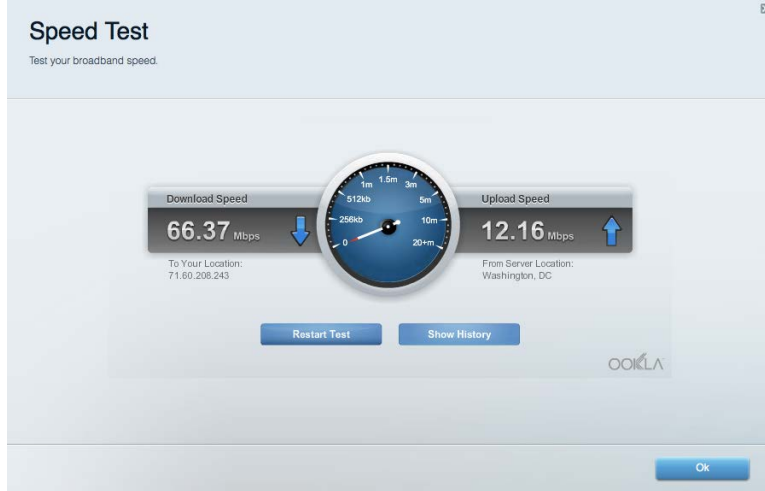 Speed Test
Test your broadband speed.
Download Speed
66.37 Mbps
To Your Location:
71.60.208.243
0
256kb
512kb
1m
1.5m
3m
5m
10m
20+m
Upload Speed
12.16 Mbps
From Server Location:
Washington, DC
Restart Test
Show History
OOKLA
Ok